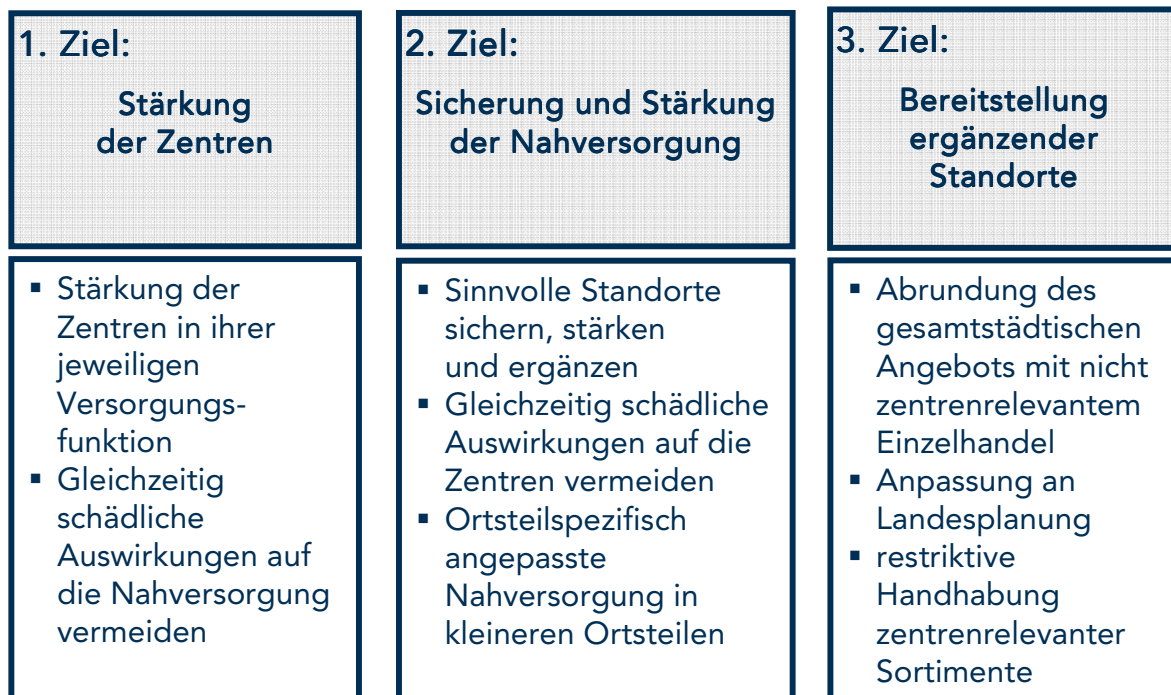 1. Ziel:
Stärkung
der Zentren
▪ Stärkung der
Zentren in ihrer
jeweiligen
Versorgungs-
funktion
▪ Gleichzeitig
schädliche
Auswirkungen auf
die Nahversorgung
vermeiden
2. Ziel:
Sicherung und Stärkung
der Nahversorgung
▪ Sinnvolle Standorte
sichern, stärken
und ergänzen
▪ Gleichzeitig schädliche
Auswirkungen auf die
Zentren vermeiden
▪ Ortsteilspezifisch
angepasste
Nahversorgung in
kleineren Ortsteilen
3. Ziel:
Bereitstellung
ergänzender
Standorte
▪ Abrundung des
gesamtstädtischen
Angebots mit nicht
zentrenrelevantem
Einzelhandel
▪ Anpassung an
Landesplanung
▪ restriktive
Handhabung
zentrenrelevanter
Sortimente